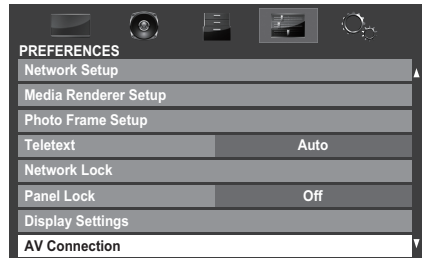 PREFERENCES
Network Setup
Media Renderer Setup
Photo Frame Setup
Teletext Auto
Network Lock
Panel Lock Off
Display Settings
AV Connection